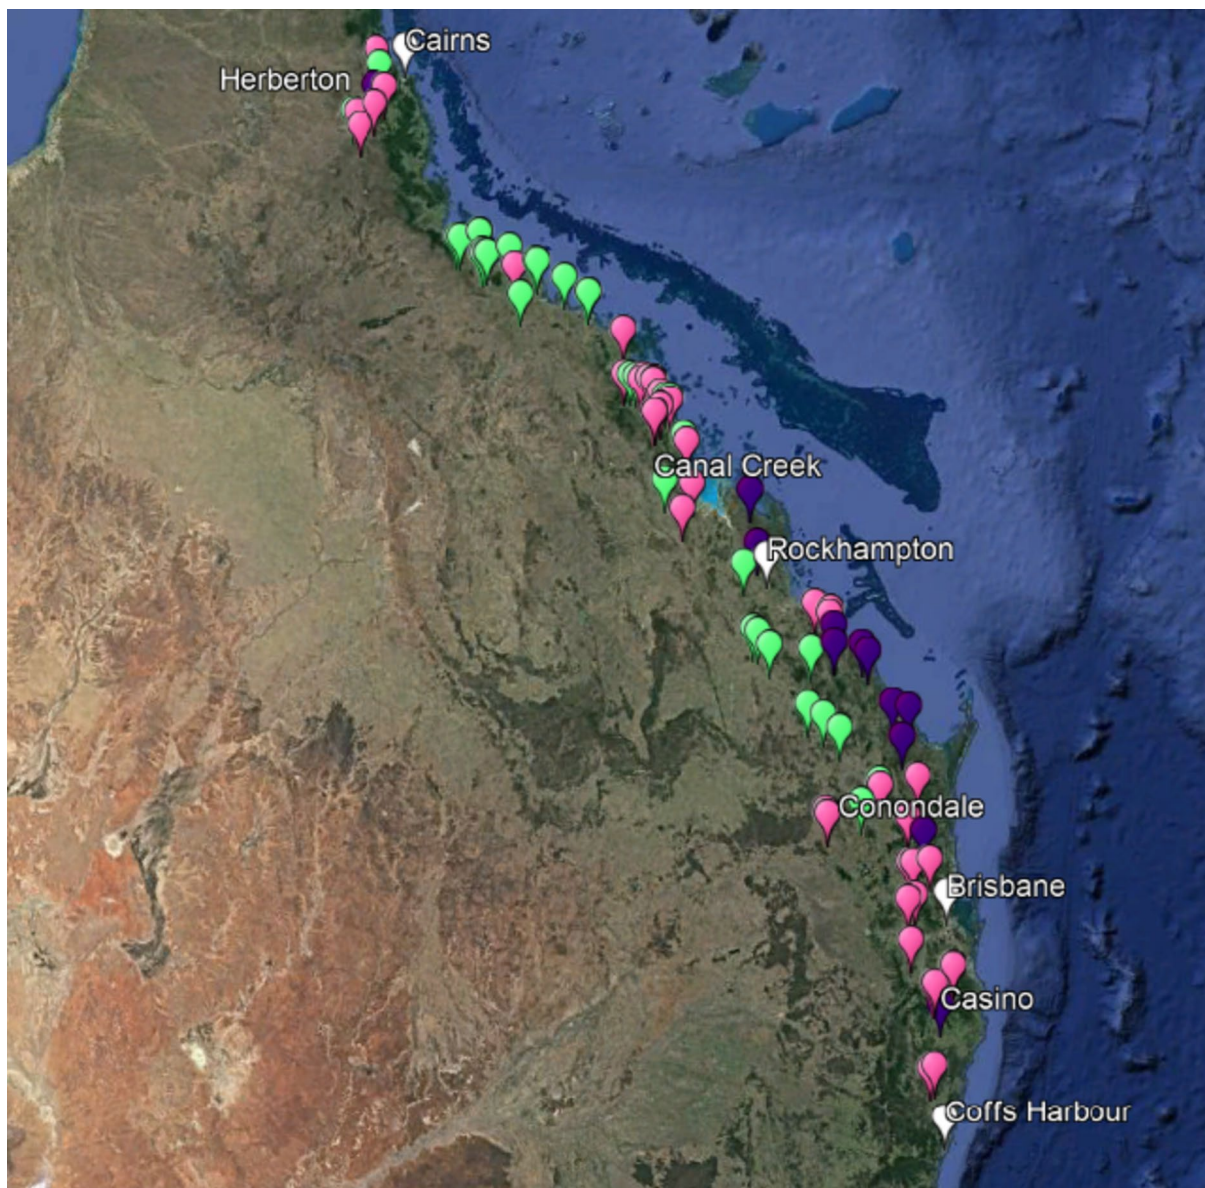 Cairns
Herberton
Canal Creek
Rockhampton
Conondale
Brisbane
Casino
Coffs Harbour